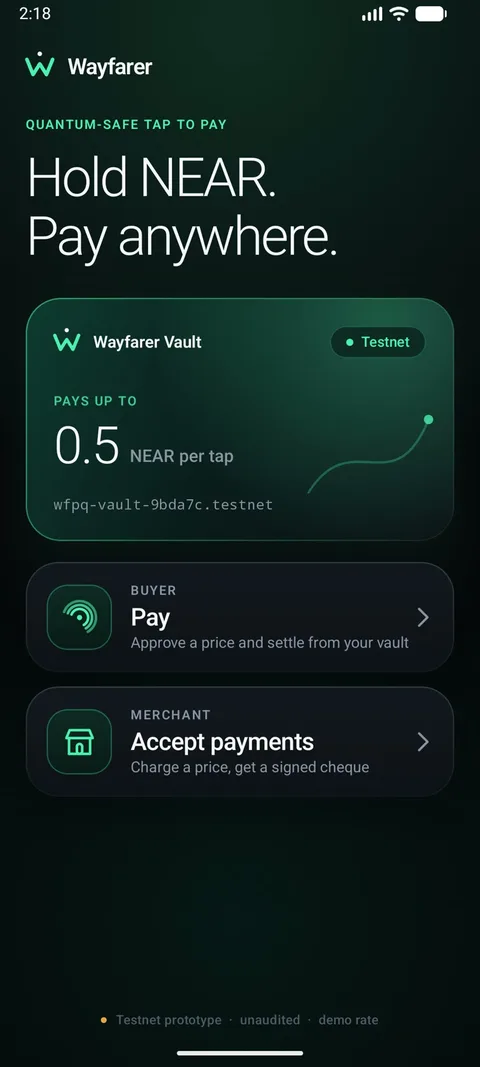 2:18
Wayfarer
QUANTUM-SAFE TAP TO PAY
Hold NEAR.
Pay anywhere.
Wayfarer Vault
Testnet
PAYS UP TO
0.5 NEAR per tap
wfpq-vault-9bda7c.testnet
BUYER
Pay
Approve a price and settle from your vault
MERCHANT
Accept payments
Charge a price, get a signed cheque
Testnet prototype · unaudited · demo rate